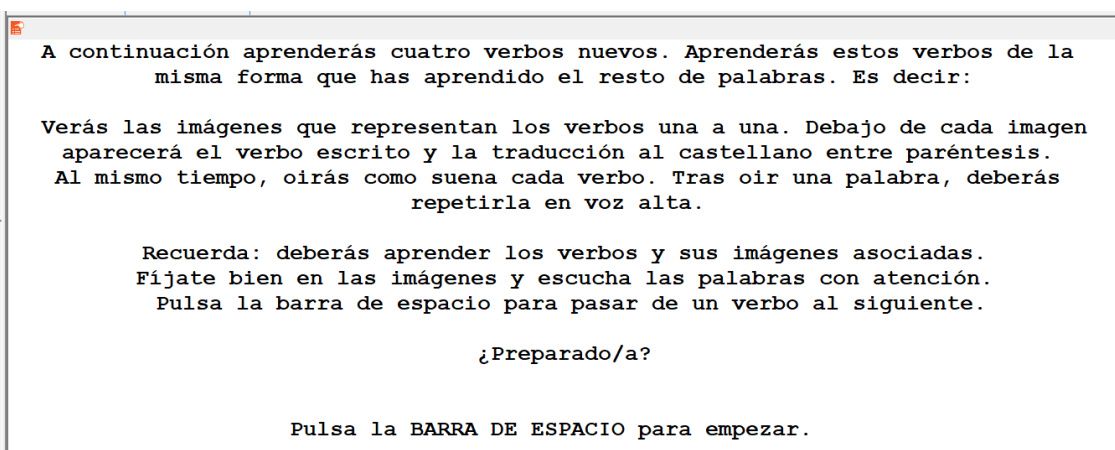 A continuación aprenderás cuatro verbos nuevos. Aprenderás estos verbos de la
misma forma que has aprendido el resto de palabras. Es decir:
Verás las imágenes que representan los verbos una a una. Debajo de cada imagen
aparecerá el verbo escrito y la traducción al castellano entre paréntesis.
Al mismo tiempo, oirás como suena cada verbo. Tras oir una palabra, deberás
repetirla en voz alta.
Recuerda: deberás aprender los verbos y sus imágenes asociadas.
Fíjate bien en las imágenes y escucha las palabras con atención.
Pulsa la barra de espacio para pasar de un verbo al siguiente.
¿Preparado/a?
Pulsa la BARRA DE ESPACIO para empezar.